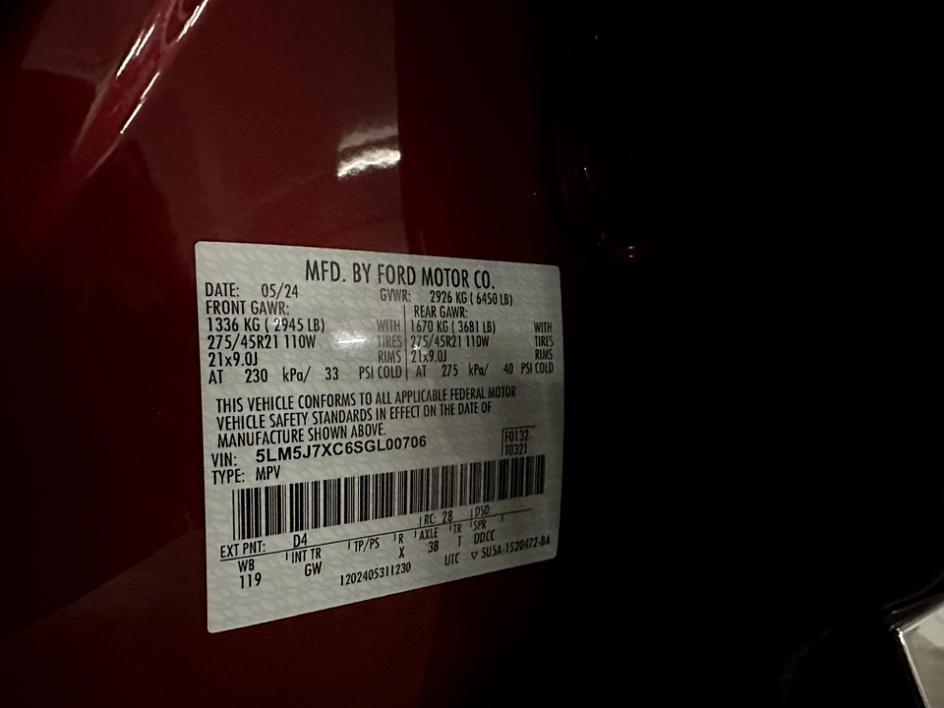 MFD. BY FORD MOTOR CO.
DATE: 05/24 GVWR: 2926 KG ( 6450 LB)
FRONT GAWR: REAR GAWR:
1336 KG ( 2945 LB) WITH 1670 KG ( 3681 LB) WITH
275/45R21 110W TIRES 275/45R21 110W TIRES
21x9.0J RIMS 21x9.0J RIMS
AT 230 kPa/ 33 PSI COLD AT 275 kPa/ 40 PSI COLD
THIS VEHICLE CONFORMS TO ALL APPLICABLE FEDERAL MOTOR
VEHICLE SAFETY STANDARDS IN EFFECT ON THE DATE OF
MANUFACTURE SHOWN ABOVE.
VIN: 5LM5J7XC6SGL00706 F0132
TYPE: MPV T0321
EXT PNT: D4 RC: 28 DSO:
WB INT TR TP/PS R AXLE TR SPR
119 GW X 3B T DDCC
1202405311230 UTC ▽ 5U5A-1520472-BA